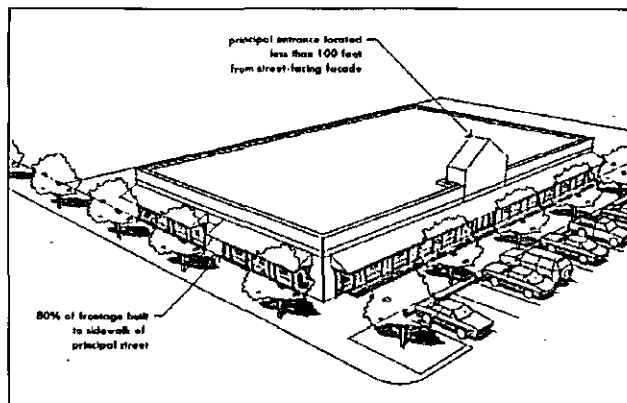 principal entrance located
less than 100 feet
from street-facing facade
80% of frontage built
to sidewalk of
principal street